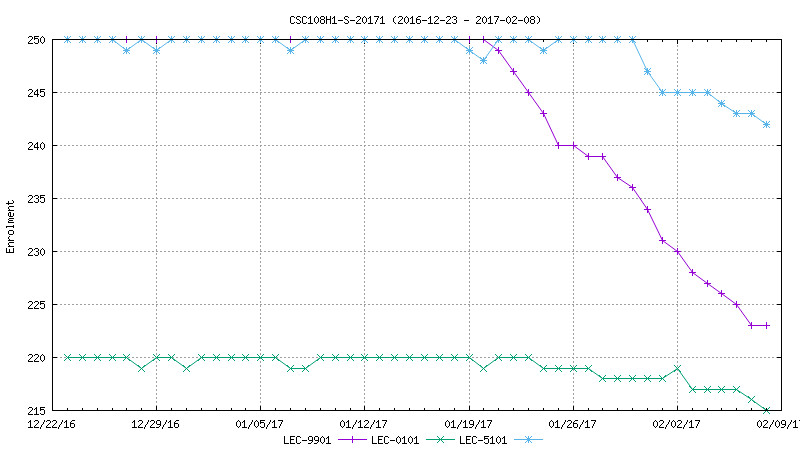 CSC108H1-S-20171 (2016-12-23 - 2017-02-08)
250
245
240
235
230
225
220
215
Enrolment
12/22/16 12/29/16 01/05/17 01/12/17 01/19/17 01/26/17 02/02/17 02/09/17
LEC-9901 LEC-0101 LEC-5101